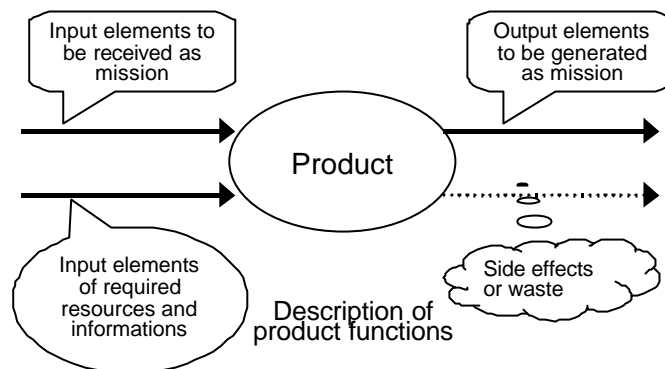 Input elements to
be received as
mission
Output elements
to be generated
as mission
Product
Input elements
of required
resources and
informations
Side effects
or waste
Description of
product functions